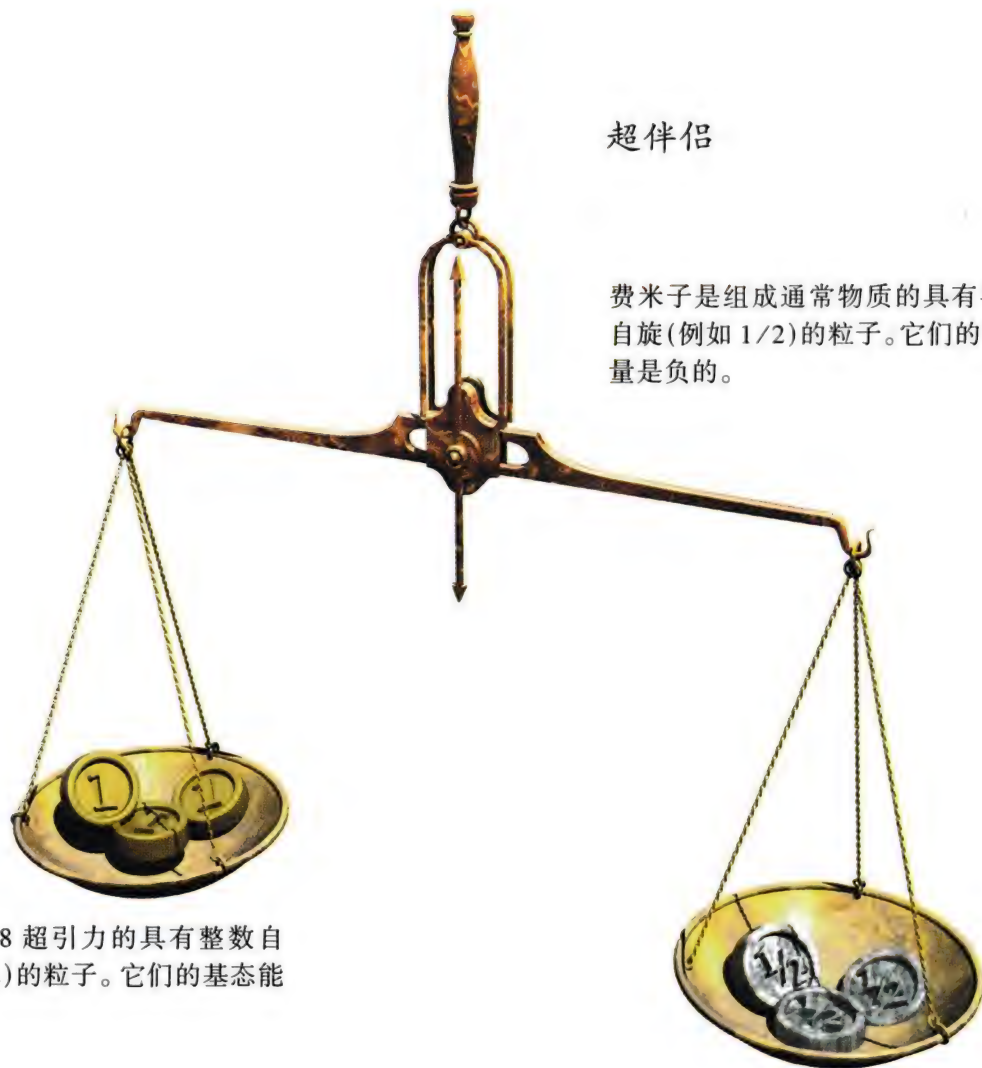 超伴侣
费米子是组成通常物质的具有
自旋(例如 1/2)的粒子。它们的
量是负的。
1
1
1
8 超引力的具有整数自
)的粒子。它们的基态能
1/2
1/2
1/2